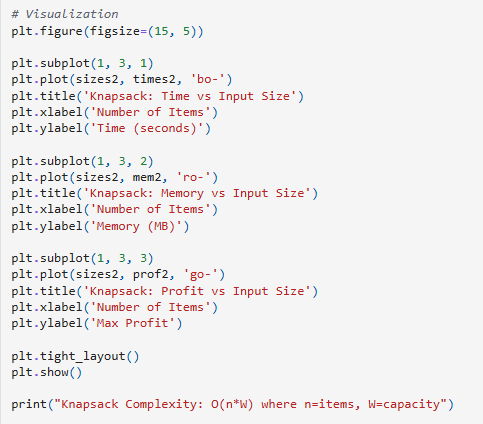 # Visualization
plt.figure(figsize=(15, 5))
plt.subplot(1, 3, 1)
plt.plot(sizes2, times2, 'bo-')
plt.title('Knapsack: Time vs Input Size')
plt.xlabel('Number of Items')
plt.ylabel('Time (seconds)')
plt.subplot(1, 3, 2)
plt.plot(sizes2, mem2, 'ro-')
plt.title('Knapsack: Memory vs Input Size')
plt.xlabel('Number of Items')
plt.ylabel('Memory (MB)')
plt.subplot(1, 3, 3)
plt.plot(sizes2, prof2, 'go-')
plt.title('Knapsack: Profit vs Input Size')
plt.xlabel('Number of Items')
plt.ylabel('Max Profit')
plt.tight_layout()
plt.show()
print("Knapsack Complexity: O(n*W) where n=items, W=capacity")